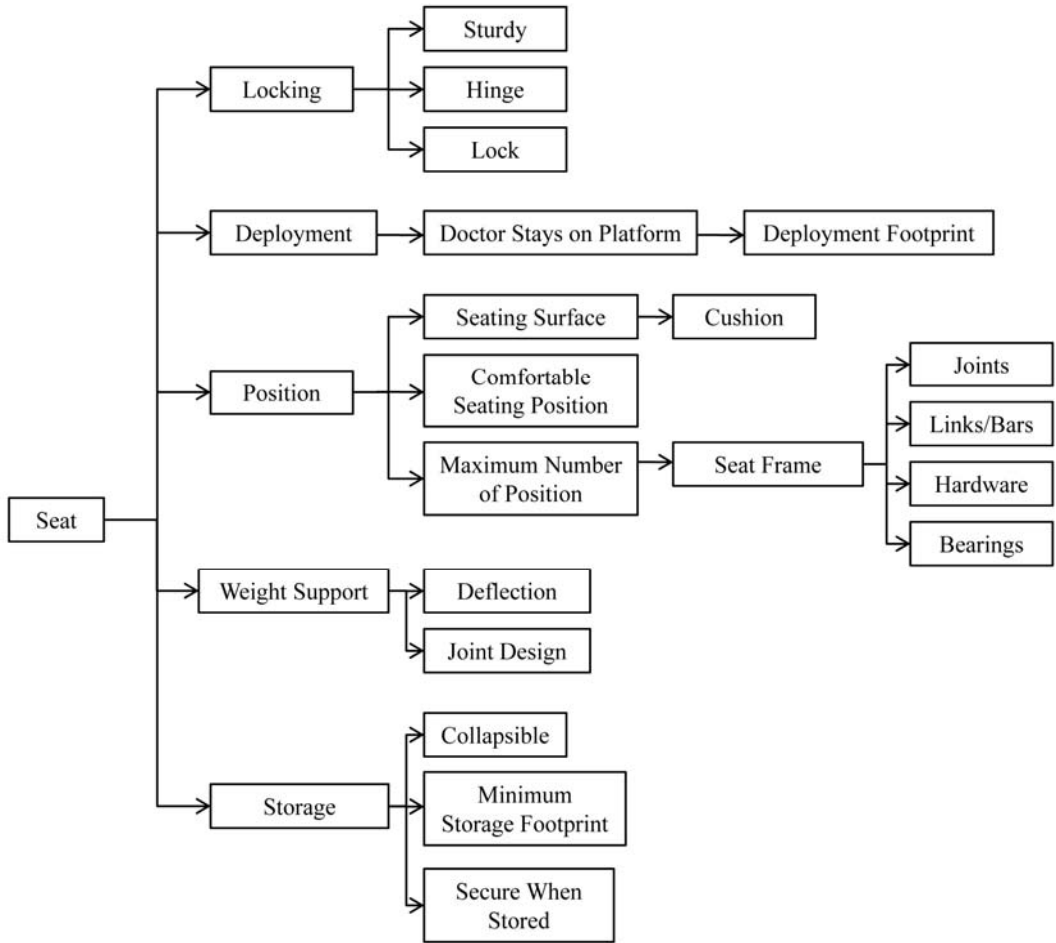 Sturdy
Locking
Hinge
Lock
Deployment
Doctor Stays on Platform
Deployment Footprint
Seating Surface
Cushion
Position
Comfortable
Seating Position
Maximum Number
of Position
Seat Frame
Joints
Links/Bars
Hardware
Bearings
Seat
Weight Support
Deflection
Joint Design
Storage
Collapsible
Minimum
Storage Footprint
Secure When
Stored